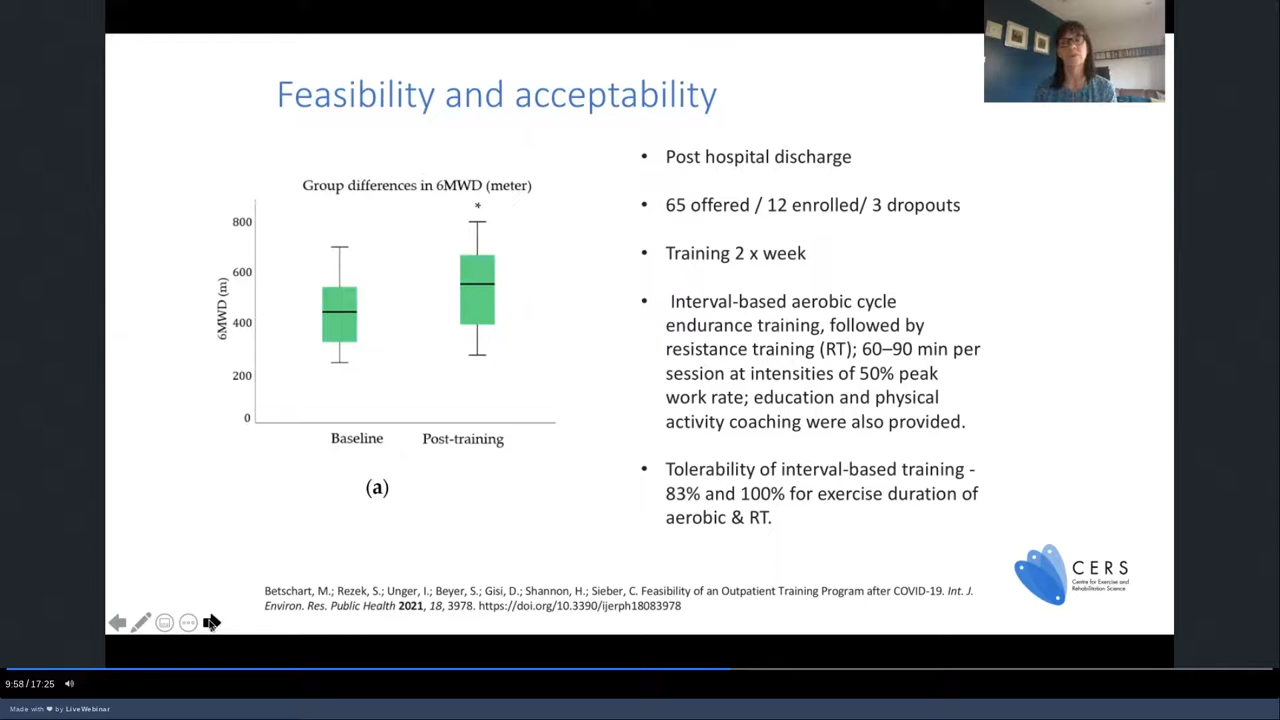 Feasibility and acceptability
Group differences in 6MWD (meter)
*
800
600
400
200
0
6MWD (m)
Baseline
Post-training
(a)
• Post hospital discharge
• 65 offered / 12 enrolled/ 3 dropouts
• Training 2 x week
• Interval-based aerobic cycle
endurance training, followed by
resistance training (RT); 60–90 min per
session at intensities of 50% peak
work rate; education and physical
activity coaching were also provided.
• Tolerability of interval-based training -
83% and 100% for exercise duration of
aerobic & RT.
CERS
Centre for Exercise and
Rehabilitation Science
Betschart, M.; Rezek, S.; Unger, I.; Beyer, S.; Gisi, D.; Shannon, H.; Sieber, C. Feasibility of an Outpatient Training Program after COVID-19. Int. J.
Environ. Res. Public Health 2021, 18, 3978. https://doi.org/10.3390/ijerph18083978
9:58 / 17:25
Made with ❤ by LiveWebinar